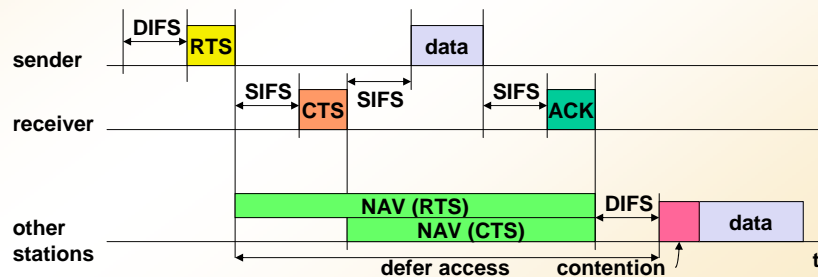 DIFS
RTS
data
sender
SIFS
CTS
SIFS
SIFS
ACK
receiver
NAV (RTS)
NAV (CTS)
DIFS
data
other
stations
defer access
contention
t